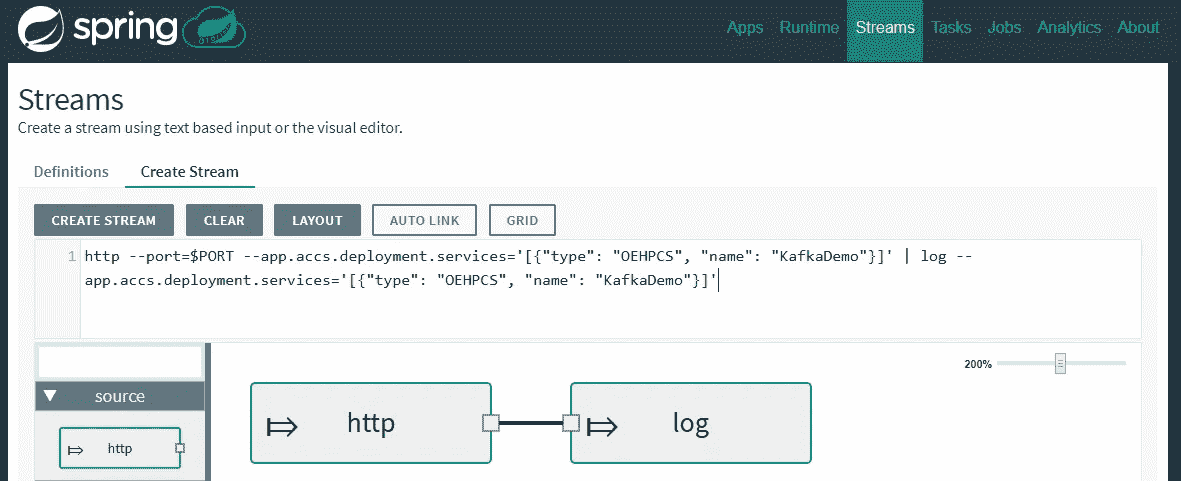 spring
Apps Runtime Streams Tasks Jobs Analytics About
Streams
Create a stream using text based input or the visual editor.
Definitions Create Stream
CREATE STREAM CLEAR LAYOUT AUTO LINK GRID
1 http --port=$PORT --app.accs.deployment.services='[{"type": "OEHPCS", "name": "KafkaDemo"}]' | log --
app.accs.deployment.services='[{"type": "OEHPCS", "name": "KafkaDemo"}]'
200%
source
http log
http